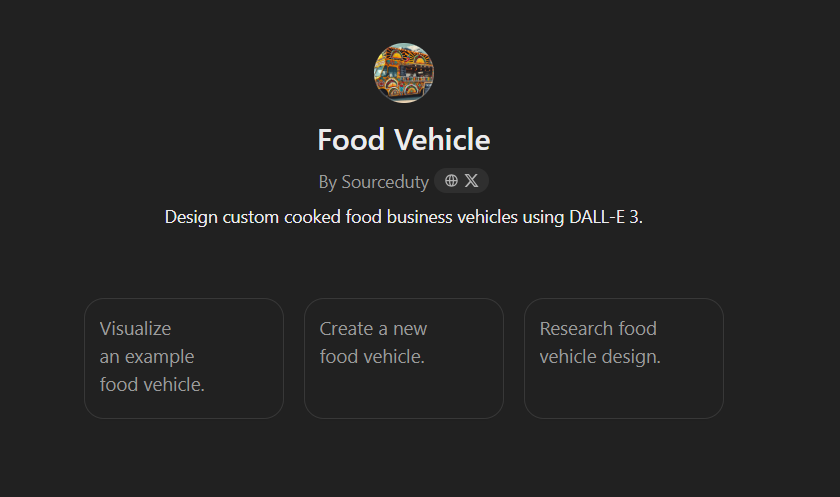 Food Vehicle
By Sourceduty
Design custom cooked food business vehicles using DALL-E 3.
Visualize
an example
food vehicle.
Create a new
food vehicle.
Research food
vehicle design.